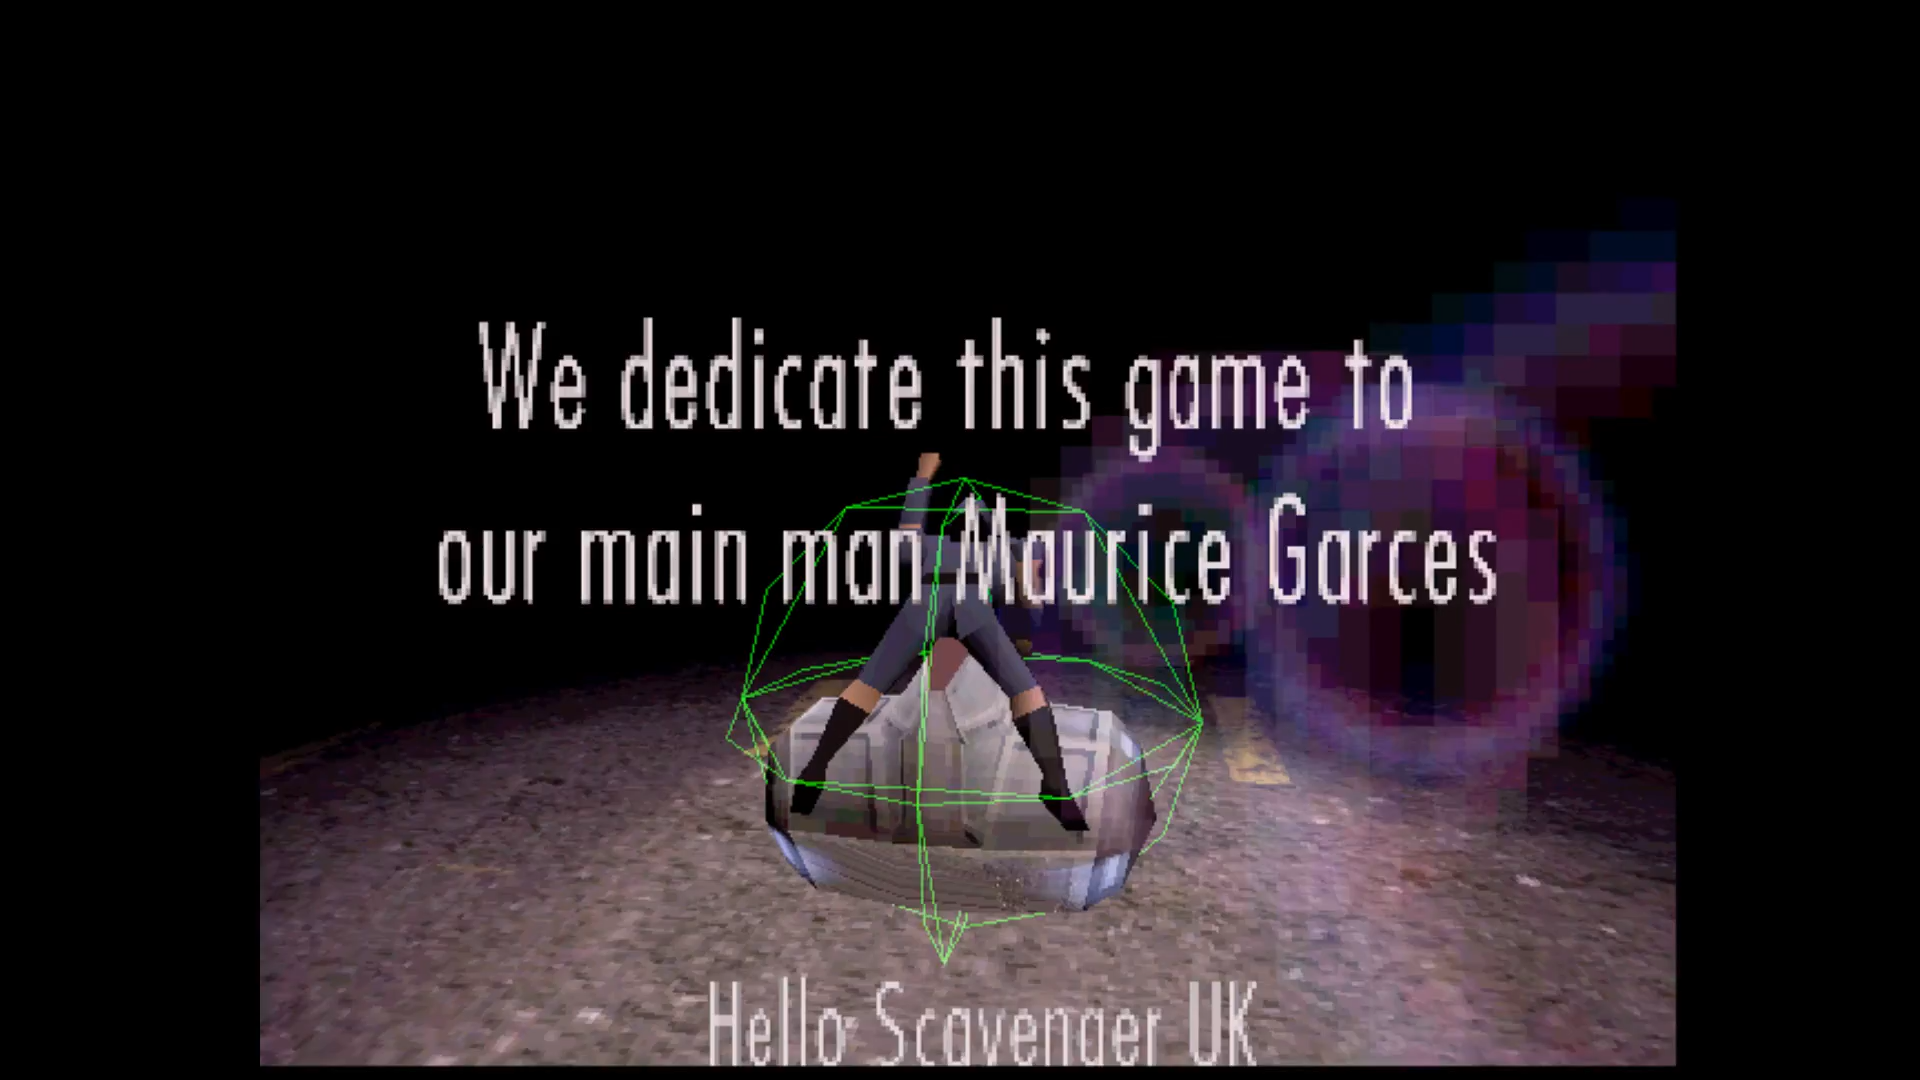 We dedicate this game to
our main man Maurice Garces
Hello Scavenger UK